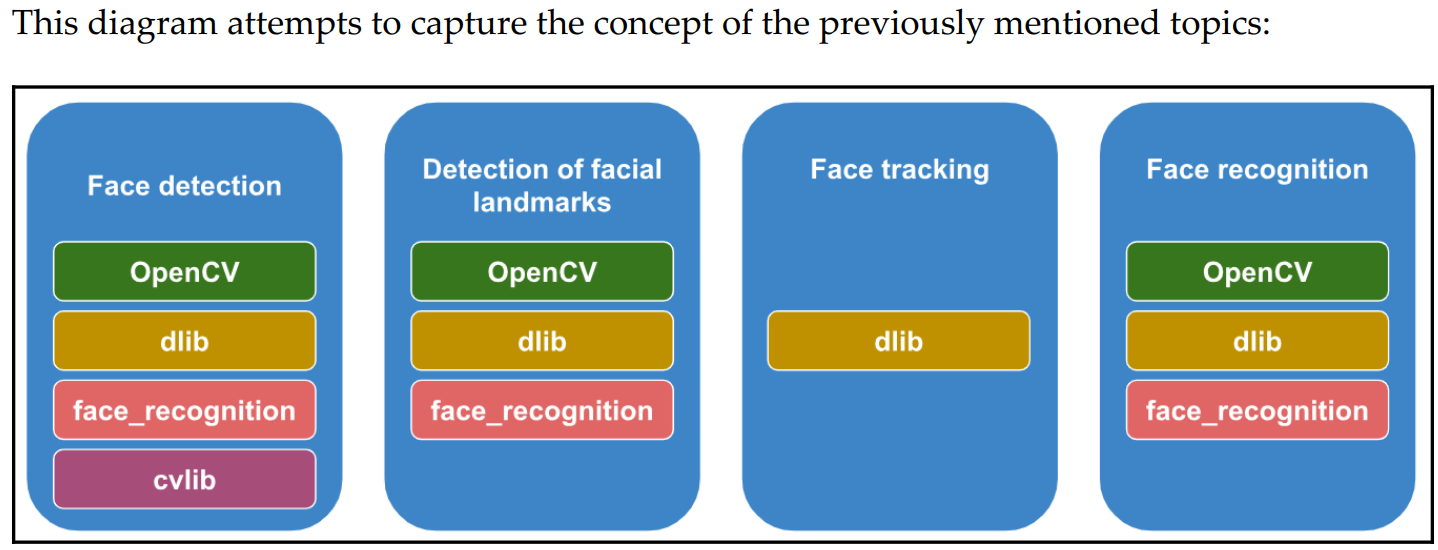 This diagram attempts to capture the concept of the previously mentioned topics:
Face detection
OpenCV
dlib
face_recognition
cvlib
Detection of facial
landmarks
OpenCV
dlib
face_recognition
Face tracking
dlib
Face recognition
OpenCV
dlib
face_recognition